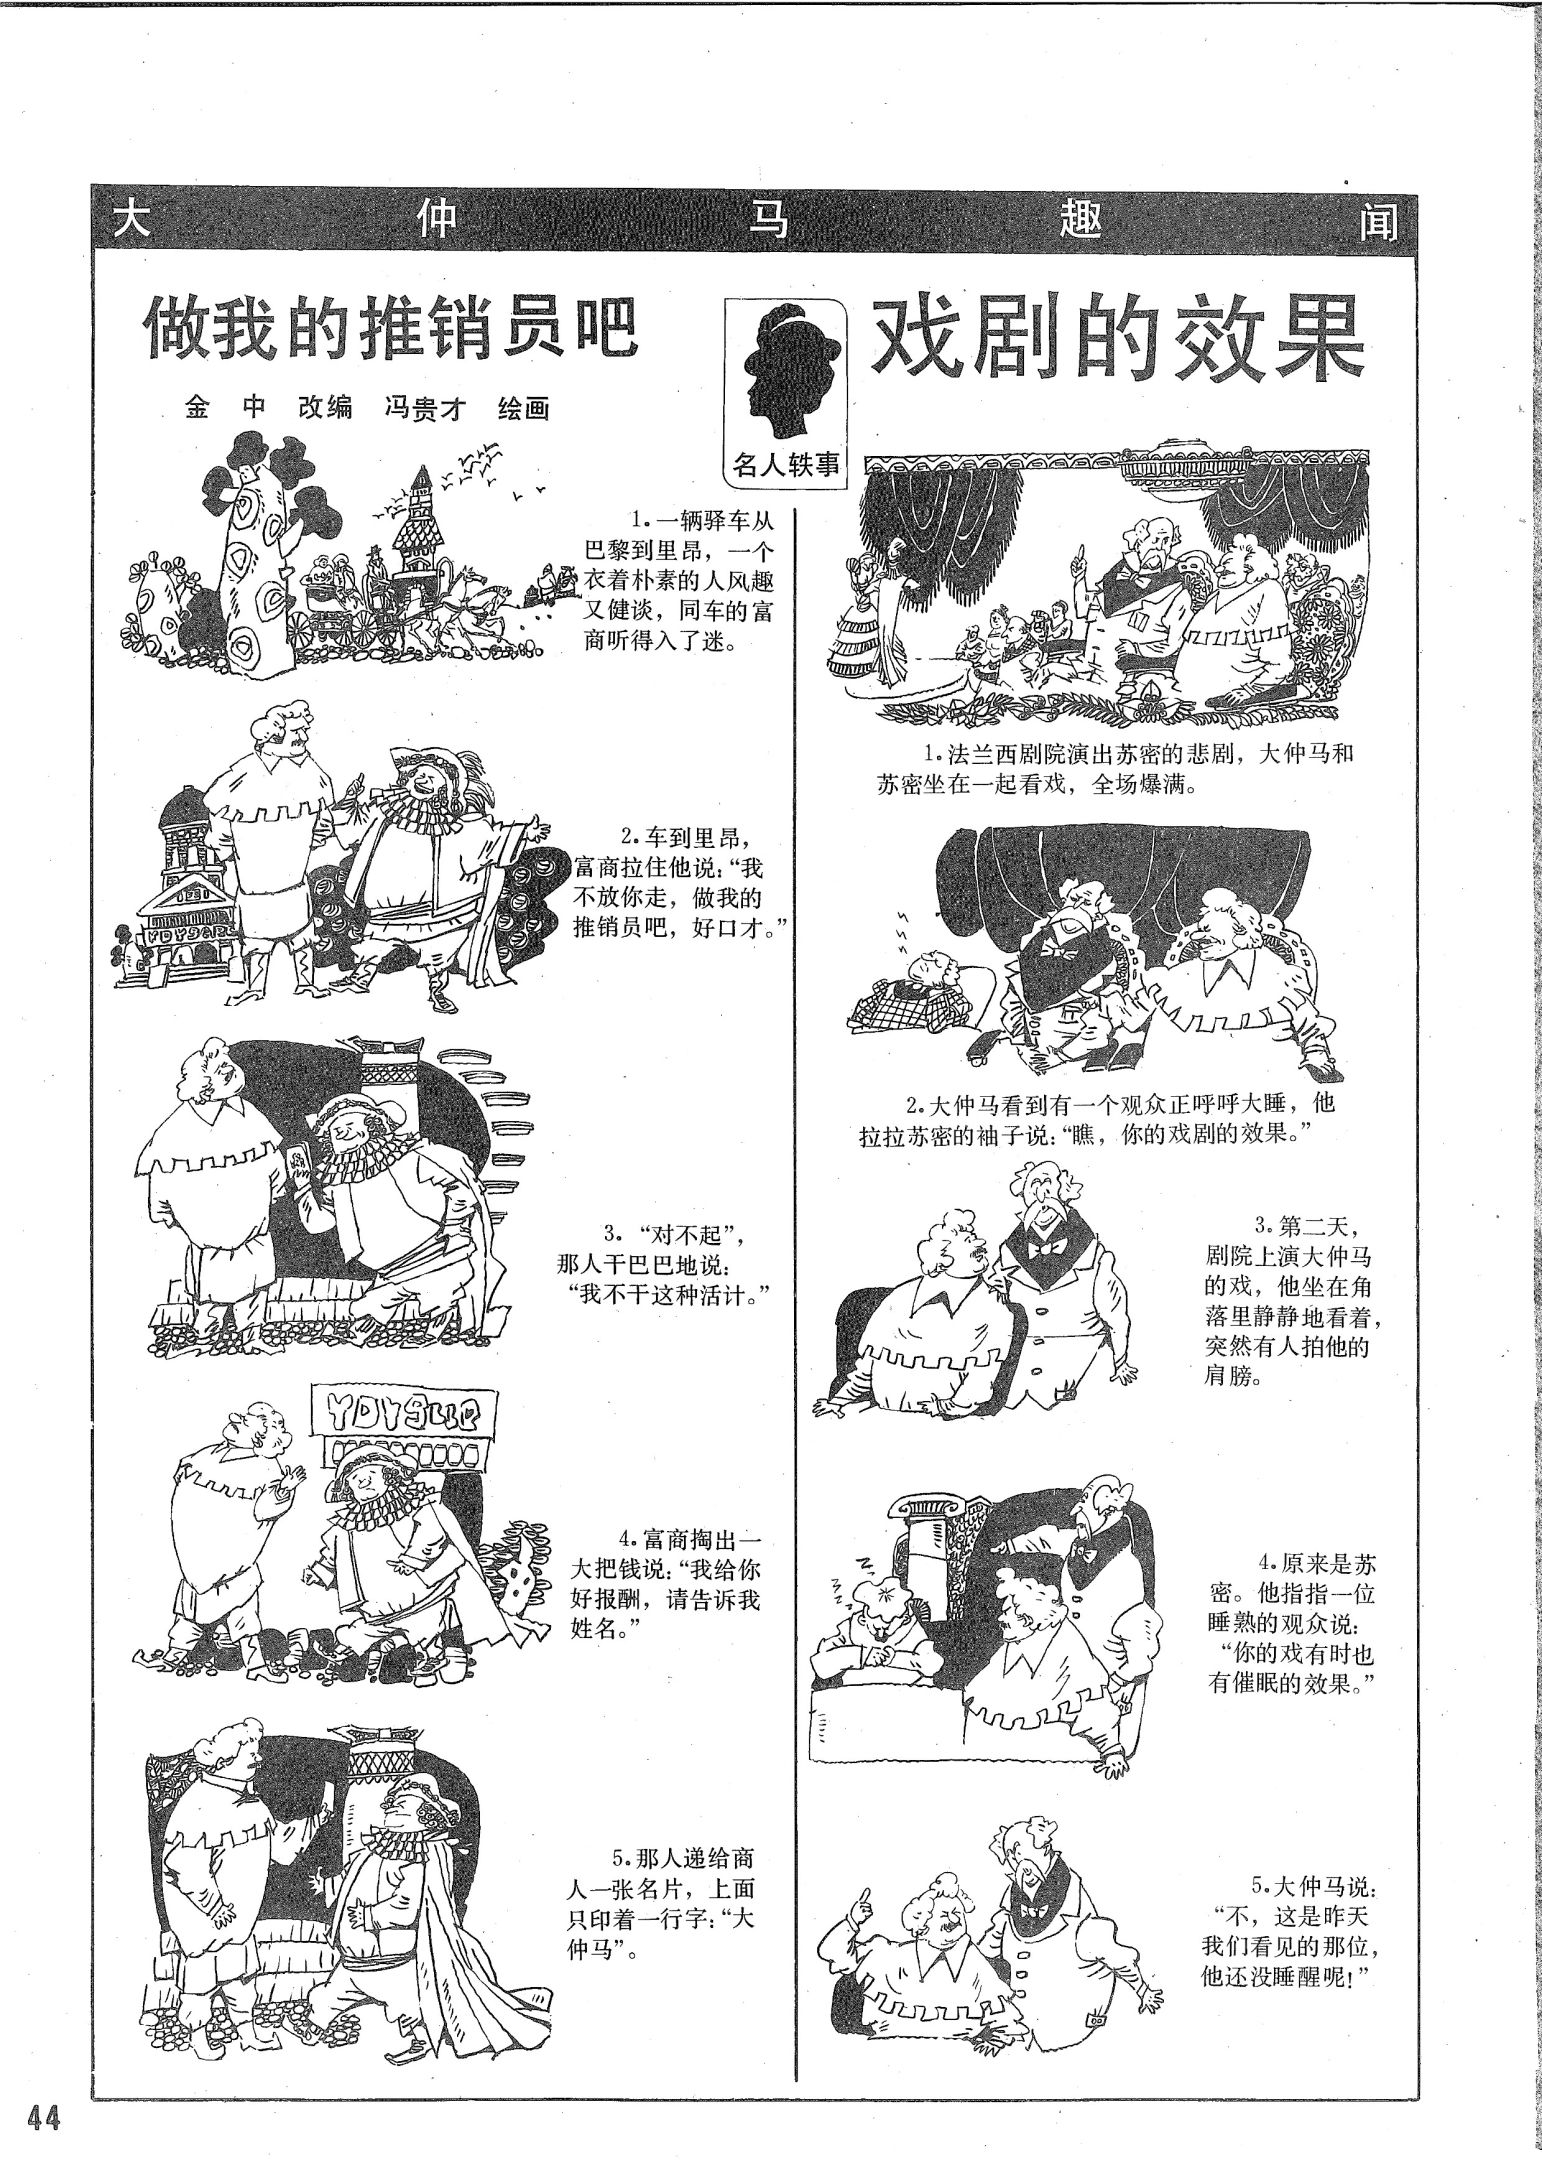 大仲马趣闻
做我的推销员吧
金 中 改编 冯贵才 绘画
1.一辆驿车从
巴黎到里昂，一个
衣着朴素的人风趣
又健谈，同车的富
商听得入了迷。
2.车到里昂，
富商拉住他说：“我
不放你走，做我的
推销员吧，好口才。”
3. “对不起”，
那人干巴巴地说：
“我不干这种活计。”
YDYSLLP
4.富商掏出一
大把钱说：“我给你
好报酬，请告诉我
姓名。”
5.那人递给商
人一张名片，上面
只印着一行字：“大
仲马”。
名人轶事
戏剧的效果
1.法兰西剧院演出苏密的悲剧，大仲马和
苏密坐在一起看戏，全场爆满。
2.大仲马看到有一个观众正呼呼大睡，他
拉拉苏密的袖子说：“瞧，你的戏剧的效果。”
3.第二天，
剧院上演大仲马
的戏，他坐在角
落里静静地看着，
突然有人拍他的
肩膀。
4.原来是苏
密。他指指一位
睡熟的观众说：
“你的戏有时也
有催眠的效果。”
5.大仲马说：
“不，这是昨天
我们看见的那位，
他还没睡醒呢!”
44